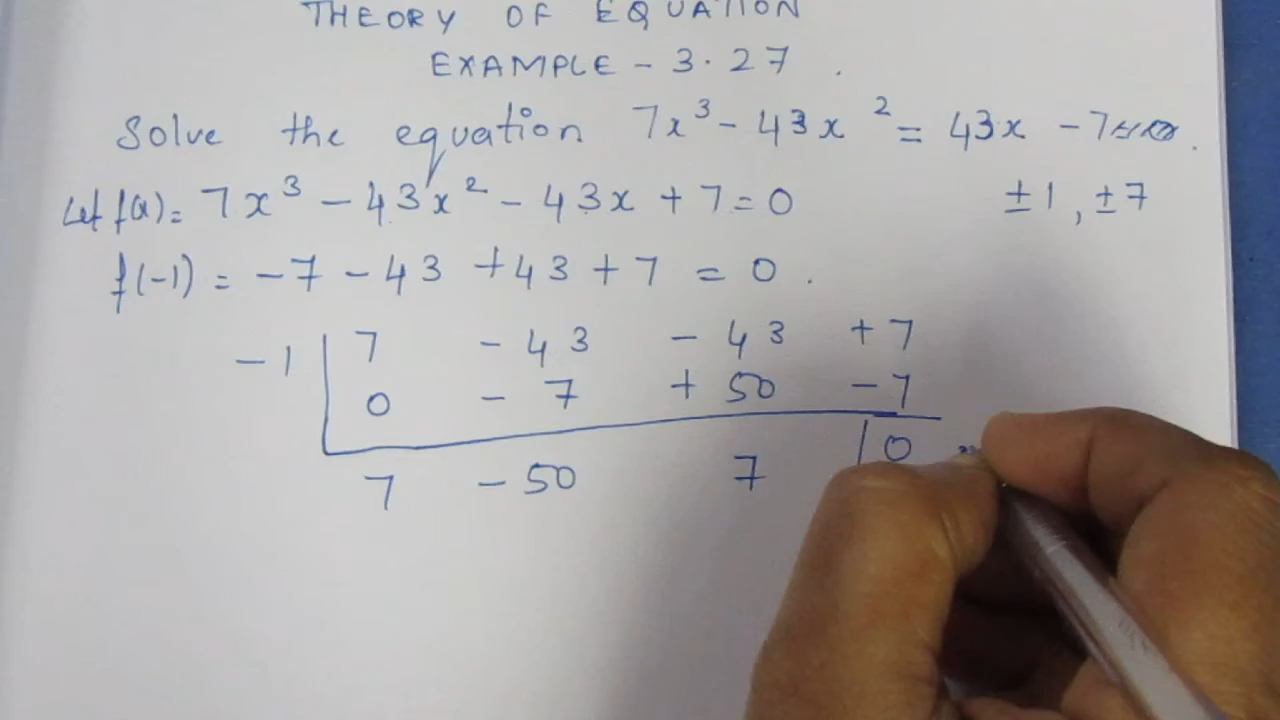 THEORY OF EQUATION
EXAMPLE - 3.27.
Solve the equation 7x³ - 43x² = 43x - 7.
Let f(x) = 7x³ - 43x² - 43x + 7 = 0 ±1, ±7
f(-1) = -7 - 43 + 43 + 7 = 0.
-1 | 7 - 43 - 43 + 7
0 - 7 + 50 - 7
7 - 50 7 | 0